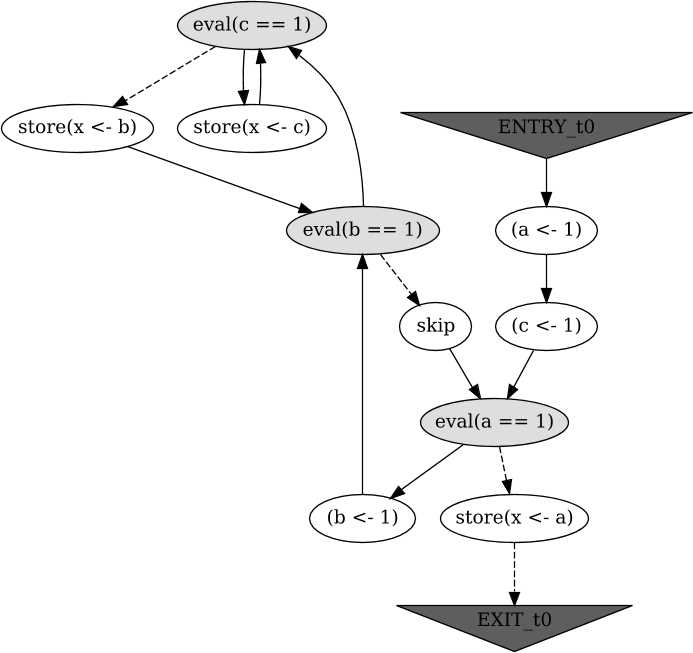 eval(c == 1)
store(x <- b)
store(x <- c)
ENTRY_t0
eval(b == 1)
(a <- 1)
skip
(c <- 1)
eval(a == 1)
(b <- 1)
store(x <- a)
EXIT_t0